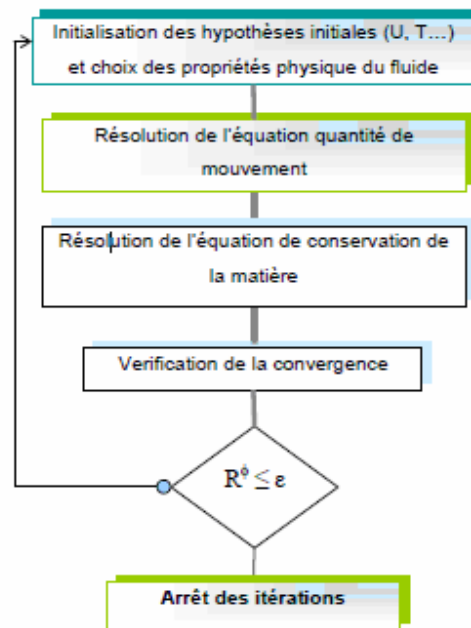 Initialisation des hypothèses initiales (U, T...)
et choix des propriétés physique du fluide
Résolution de l'équation quantité de
mouvement
Résolution de l'équation de conservation de
la matière
Verification de la convergence
R^ϕ ≤ ε
Arrêt des itérations